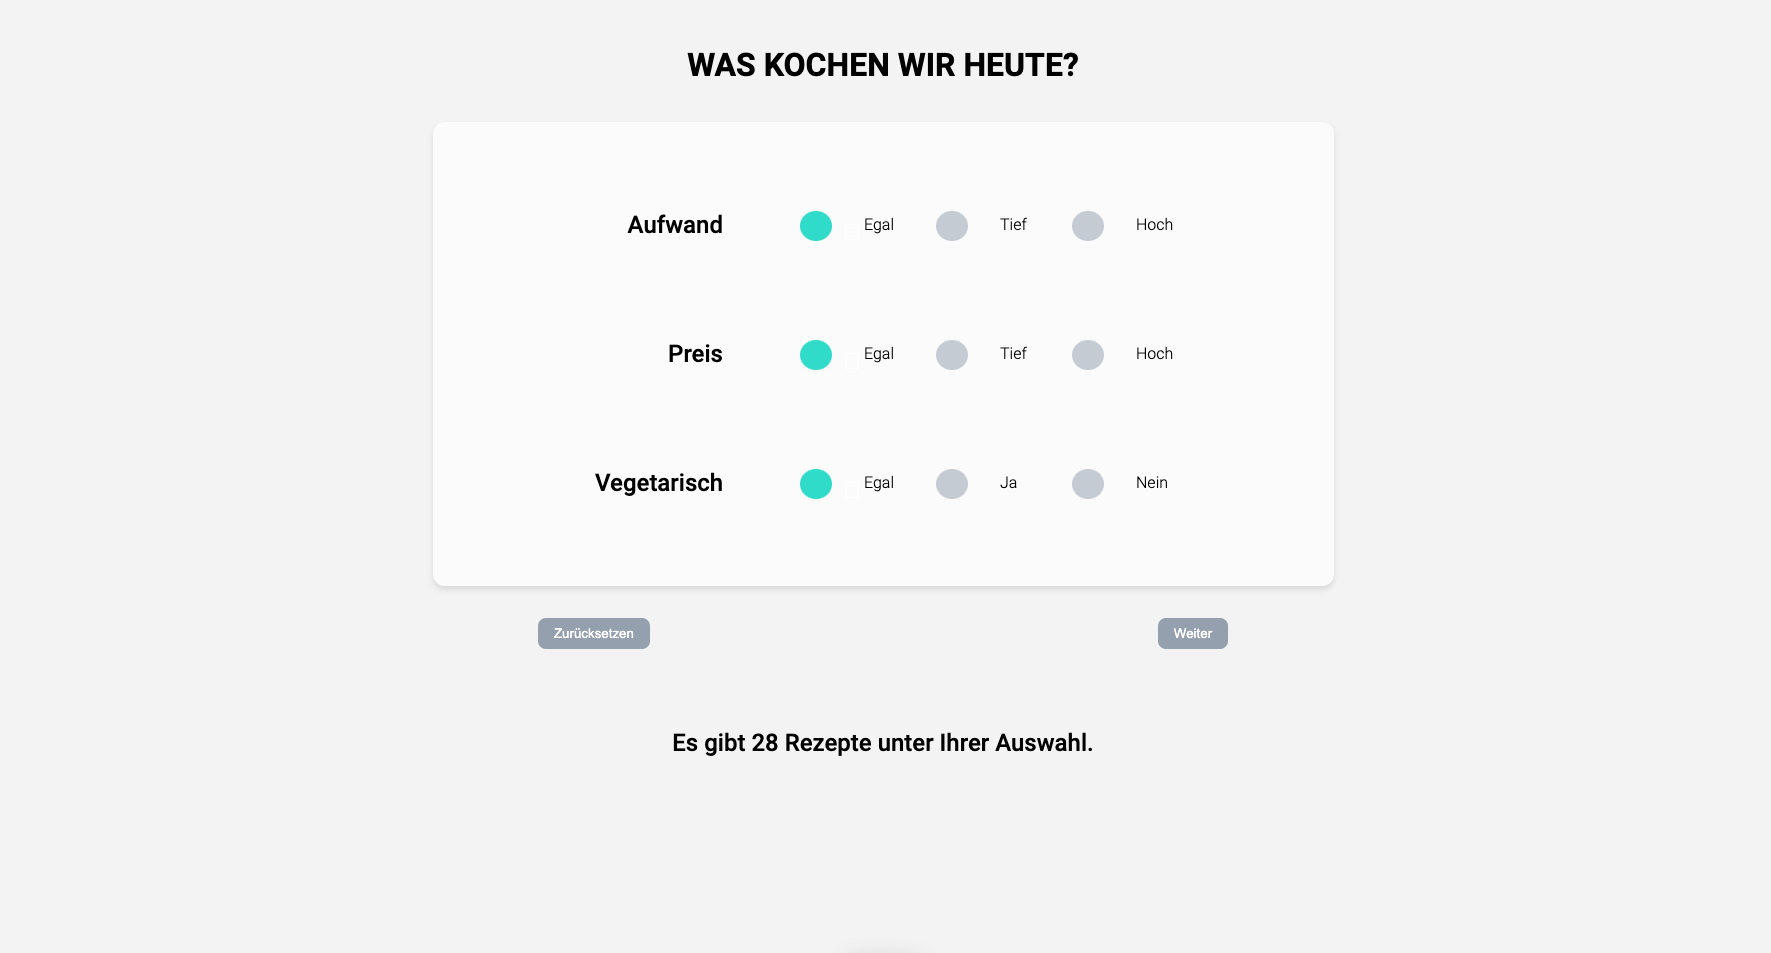 WAS KOCHEN WIR HEUTE?
Aufwand Egal Tief Hoch
Preis Egal Tief Hoch
Vegetarisch Egal Ja Nein
Zurücksetzen Weiter
Es gibt 28 Rezepte unter Ihrer Auswahl.